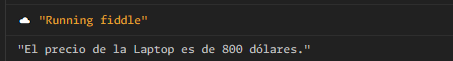 "Running fiddle"
"El precio de la Laptop es de 800 dólares."